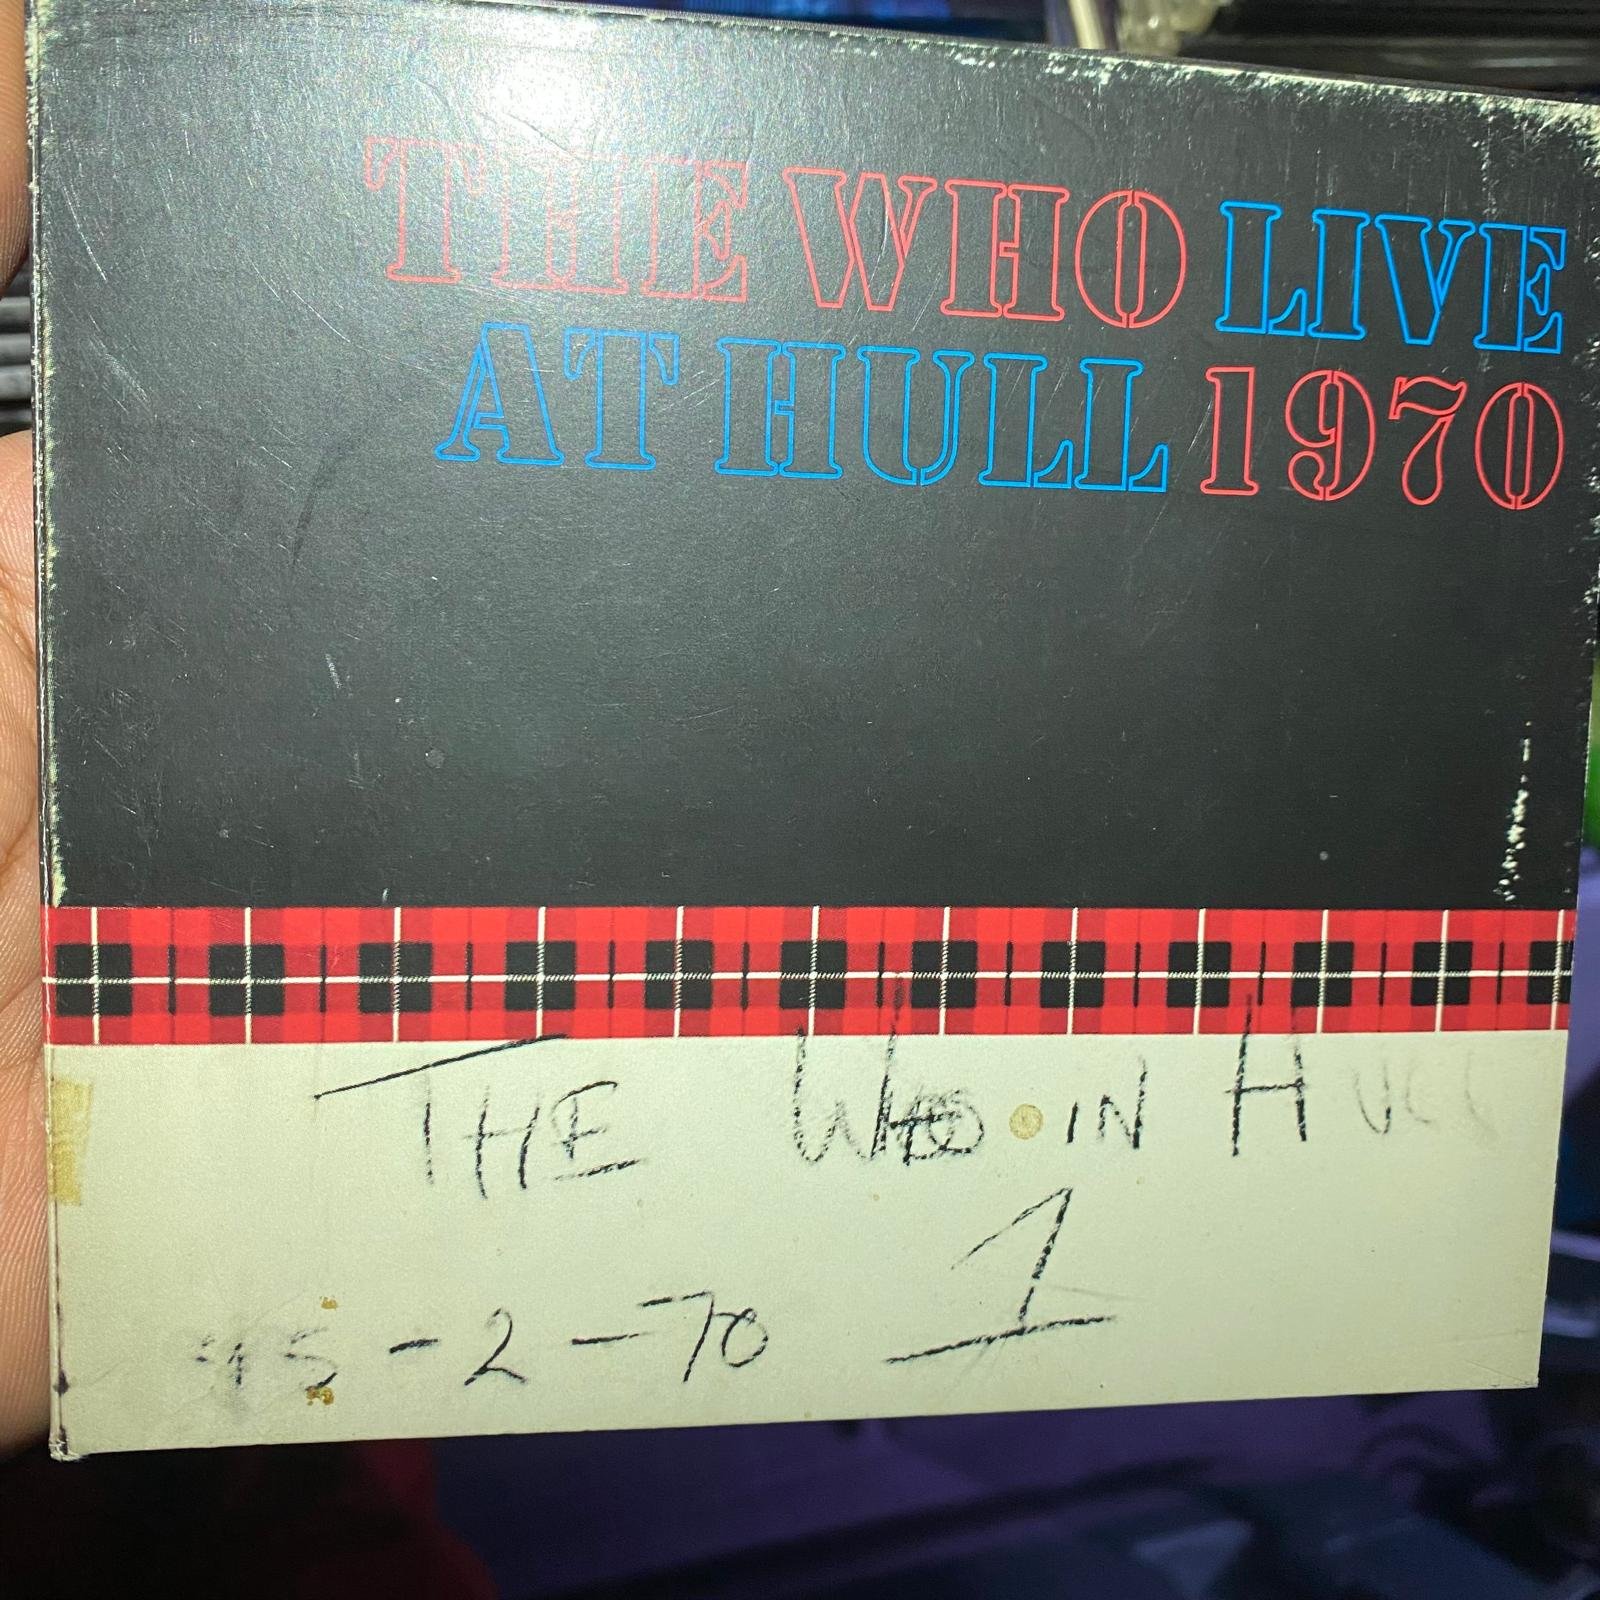 THE WHO LIVE
AT HULL 1970
THE WHO IN HULL
1
15-2-70